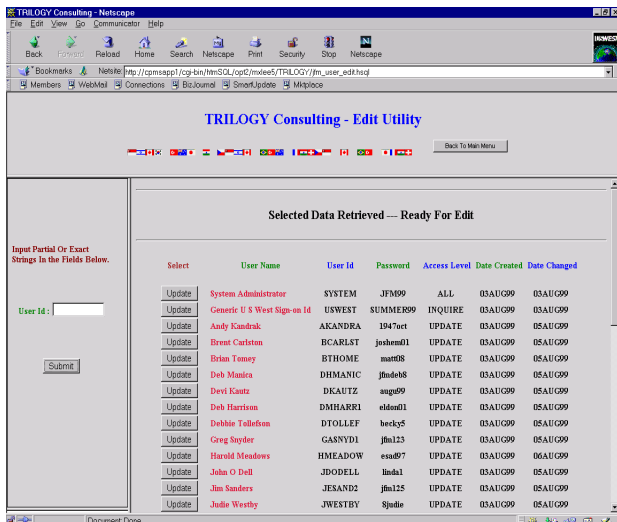 TRILOGY Consulting - Netscape
File Edit View Go Communicator Help
Back Forward Reload Home Search Netscape Print Security Stop Netscape
Bookmarks Netsite: http://cpmsapp1/cgi-bin/htmSQL/opt2/mxlee5/TRILOGY/jfm_user_edit.hsql
Members WebMail Connections BizJournal SmartUpdate Mktplace
TRILOGY Consulting - Edit Utility
Back To Main Menu
Selected Data Retrieved --- Ready For Edit
Input Partial Or Exact
Strings In the Fields Below.
User Id :
Submit
Select User Name User Id Password Access Level Date Created Date Changed
Update System Administrator SYSTEM JFM99 ALL 03AUG99 03AUG99
Update Generic U S West Sign-on Id USWEST SUMMER99 INQUIRE 03AUG99 03AUG99
Update Andy Kandrak AKANDRA 1947oct UPDATE 03AUG99 05AUG99
Update Brent Carlston BCARLST joshem01 UPDATE 03AUG99 05AUG99
Update Brian Tomey BTHOME matt08 UPDATE 03AUG99 05AUG99
Update Deb Manica DHMANIC jfmdeb8 UPDATE 03AUG99 05AUG99
Update Devi Kautz DKAUTZ augu99 UPDATE 03AUG99 05AUG99
Update Deb Harrison DMHARR1 eldon01 UPDATE 03AUG99 05AUG99
Update Debbie Tollefson DTOLLEF becky5 UPDATE 03AUG99 05AUG99
Update Greg Snyder GASNYD1 jfm123 UPDATE 03AUG99 05AUG99
Update Harold Meadows HMEADOW esad97 UPDATE 03AUG99 06AUG99
Update John O Dell JDODELL linda1 UPDATE 03AUG99 05AUG99
Update Jim Sanders JESAND2 jfm125 UPDATE 03AUG99 05AUG99
Update Judie Westby JWESTBY Sjudie UPDATE 03AUG99 05AUG99
Document: Done